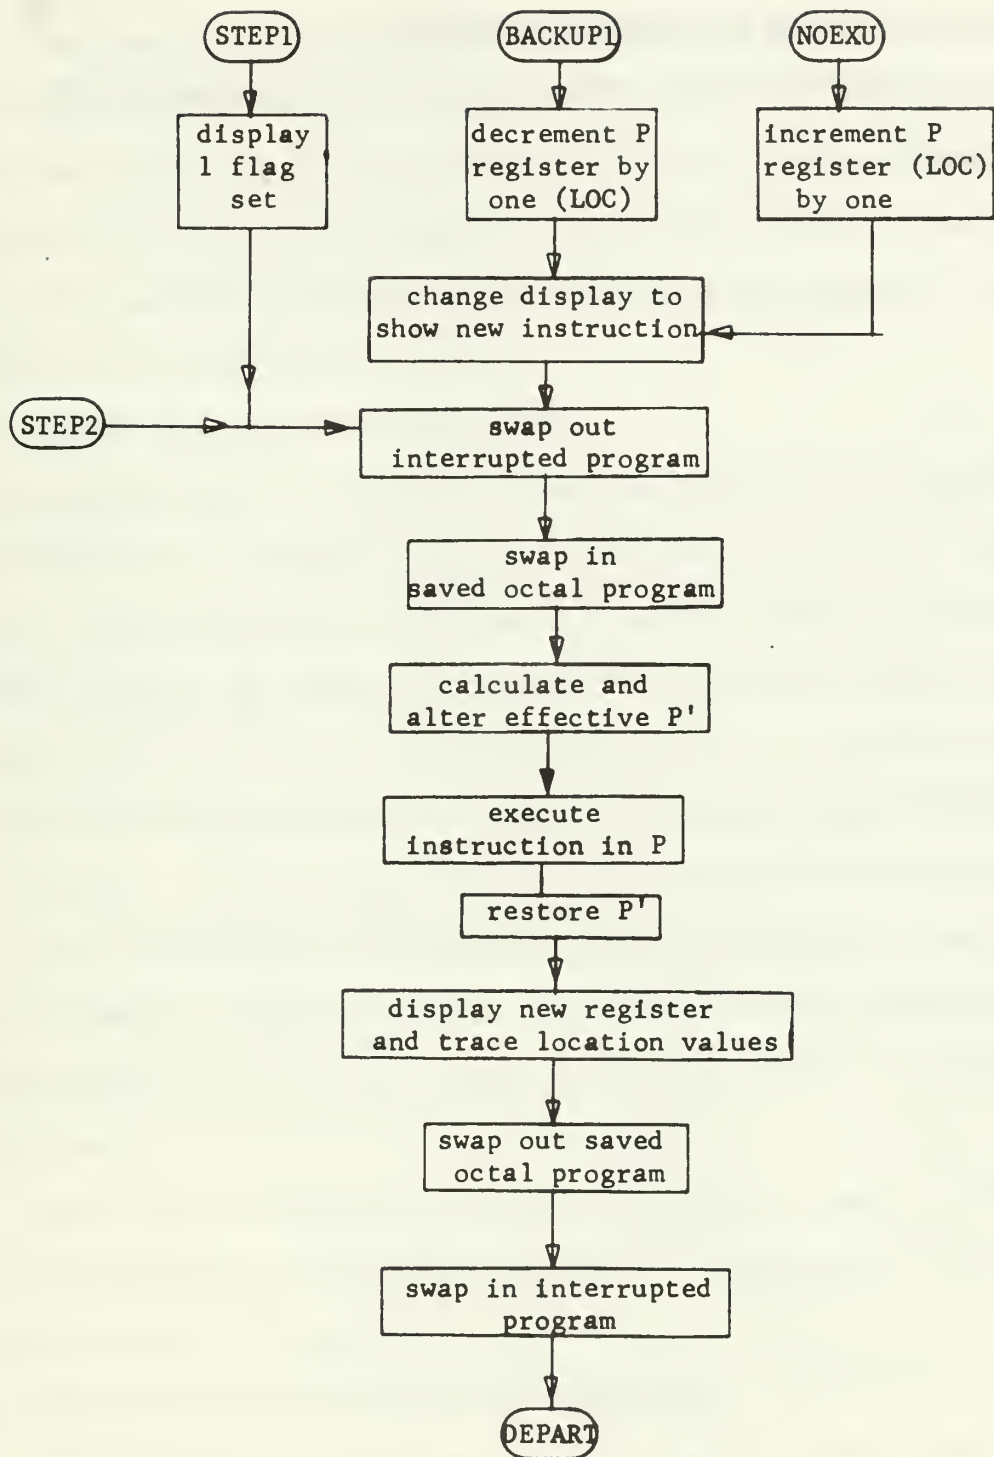 STEP1
BACKUP1
NOEXU
display
1 flag
set
decrement P
register by
one (LOC)
increment P
register (LOC)
by one
change display to
show new instruction
STEP2
swap out
interrupted program
swap in
saved octal program
calculate and
alter effective P'
execute
instruction in P
restore P'
display new register
and trace location values
swap out saved
octal program
swap in interrupted
program
DEPART